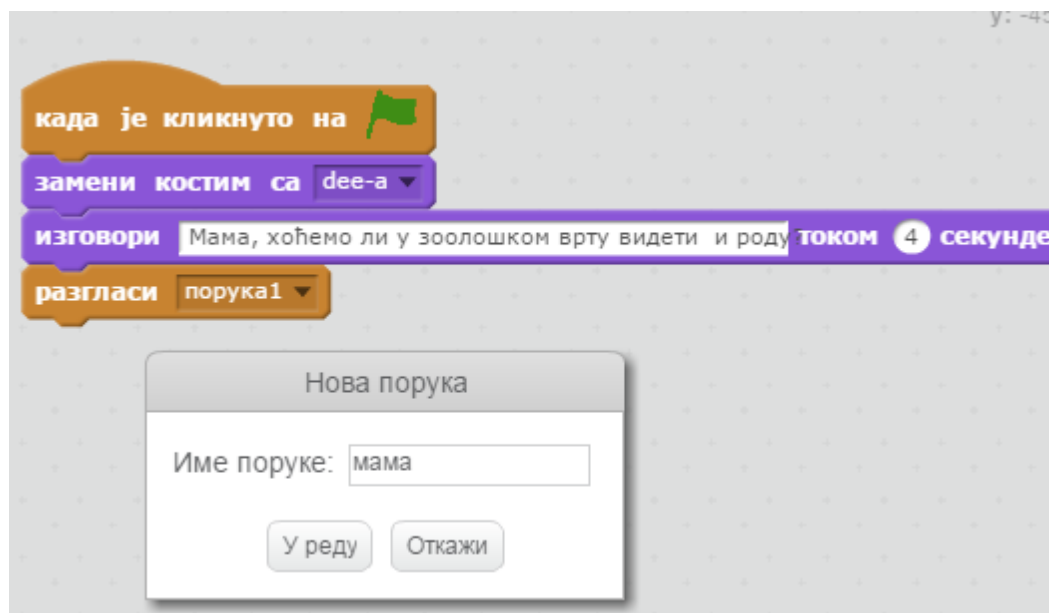 y: -45
када је кликнуто на
замени костим са dee-a
изговори Мама, хоћемо ли у зоолошком врту видети и роду? током 4 секунде
разгласи порука1
Нова порука
Име поруке: мама
У реду Откажи